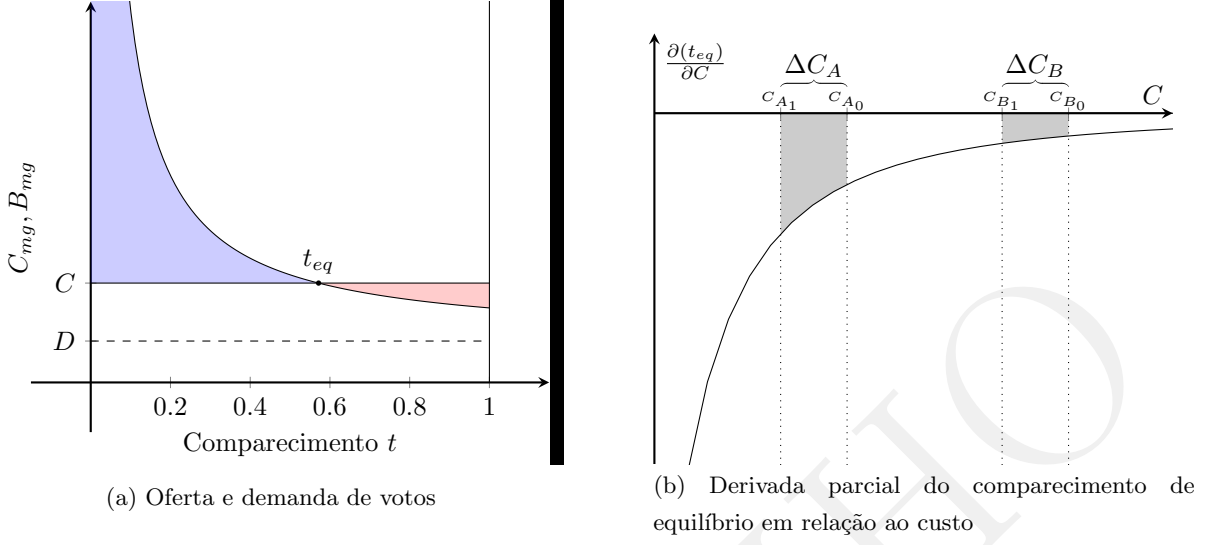 C_{mg}, B_{mg}
t_{eq}
C
D
0.2 0.4 0.6 0.8 1
Comparecimento t
(a) Oferta e demanda de votos
∂(t_{eq})
∂C
ΔC_A ΔC_B
C_{A_1} C_{A_0} C_{B_1} C_{B_0} C
(b) Derivada parcial do comparecimento de
equilíbrio em relação ao custo
HO